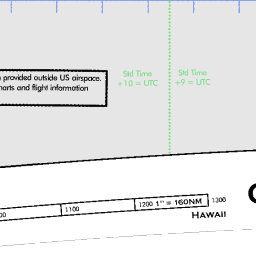 provided outside US airspace.
harts and flight information
Std Time
+10 = UTC
Std Time
+9 = UTC
00 1100 1200 1" = 160NM 1300
HAWAII